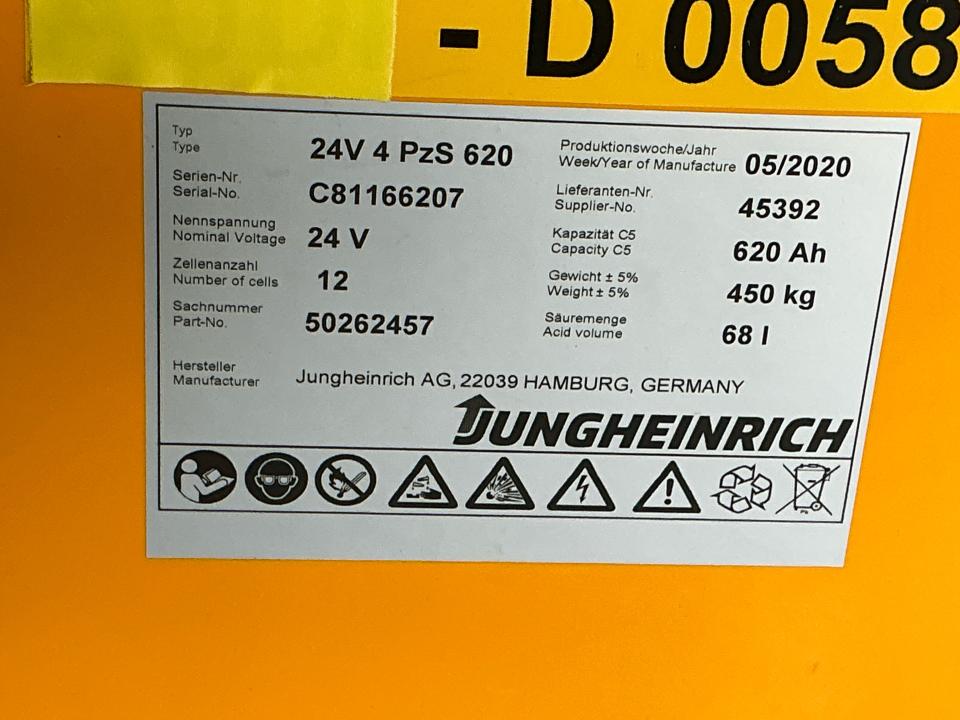 - D 0058
Typ
Type
24V 4 PzS 620
Produktionswoche/Jahr
Week/Year of Manufacture
05/2020
Serien-Nr.
Serial-No.
C81166207
Lieferanten-Nr.
Supplier-No.
45392
Nennspannung
Nominal Voltage
24 V
Kapazität C5
Capacity C5
620 Ah
Zellenanzahl
Number of cells
12
Gewicht ± 5%
Weight ± 5%
450 kg
Sachnummer
Part-No.
50262457
Säuremenge
Acid volume
68 l
Hersteller
Manufacturer
Jungheinrich AG, 22039 HAMBURG, GERMANY
JUNGHEINRICH
Pb